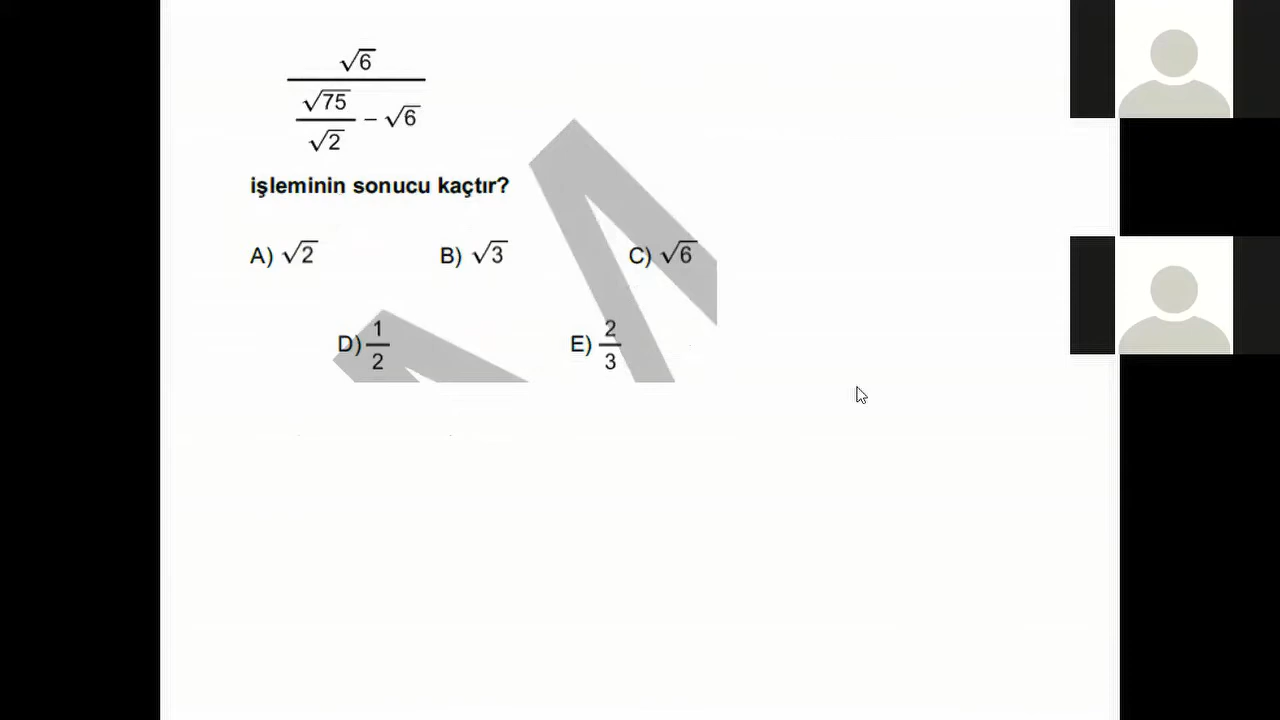 √6
√75
√2
– √6
işleminin sonucu kaçtır?
A) √2 B) √3 C) √6
D) 1/2 E) 2/3